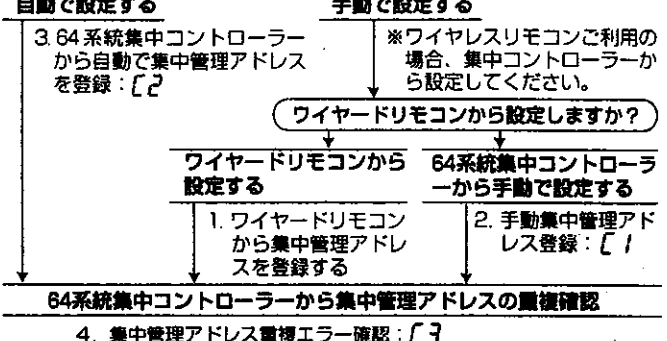 自動で設定する
手動で設定する
3. 64系統集中コントローラー
から自動で集中管理アドレス
を登録：C2
※ワイヤレスリモコンご利用の
場合、集中コントローラーか
ら設定してください。
ワイヤードリモコンから設定しますか？
ワイヤードリモコンから
設定する
64系統集中コントローラ
ーから手動で設定する
1. ワイヤードリモコン
から集中管理アドレ
スを登録する
2. 手動集中管理アド
レス登録：C1
64系統集中コントローラーから集中管理アドレスの重複確認
4. 集中管理アドレス重複エラー確認：C3